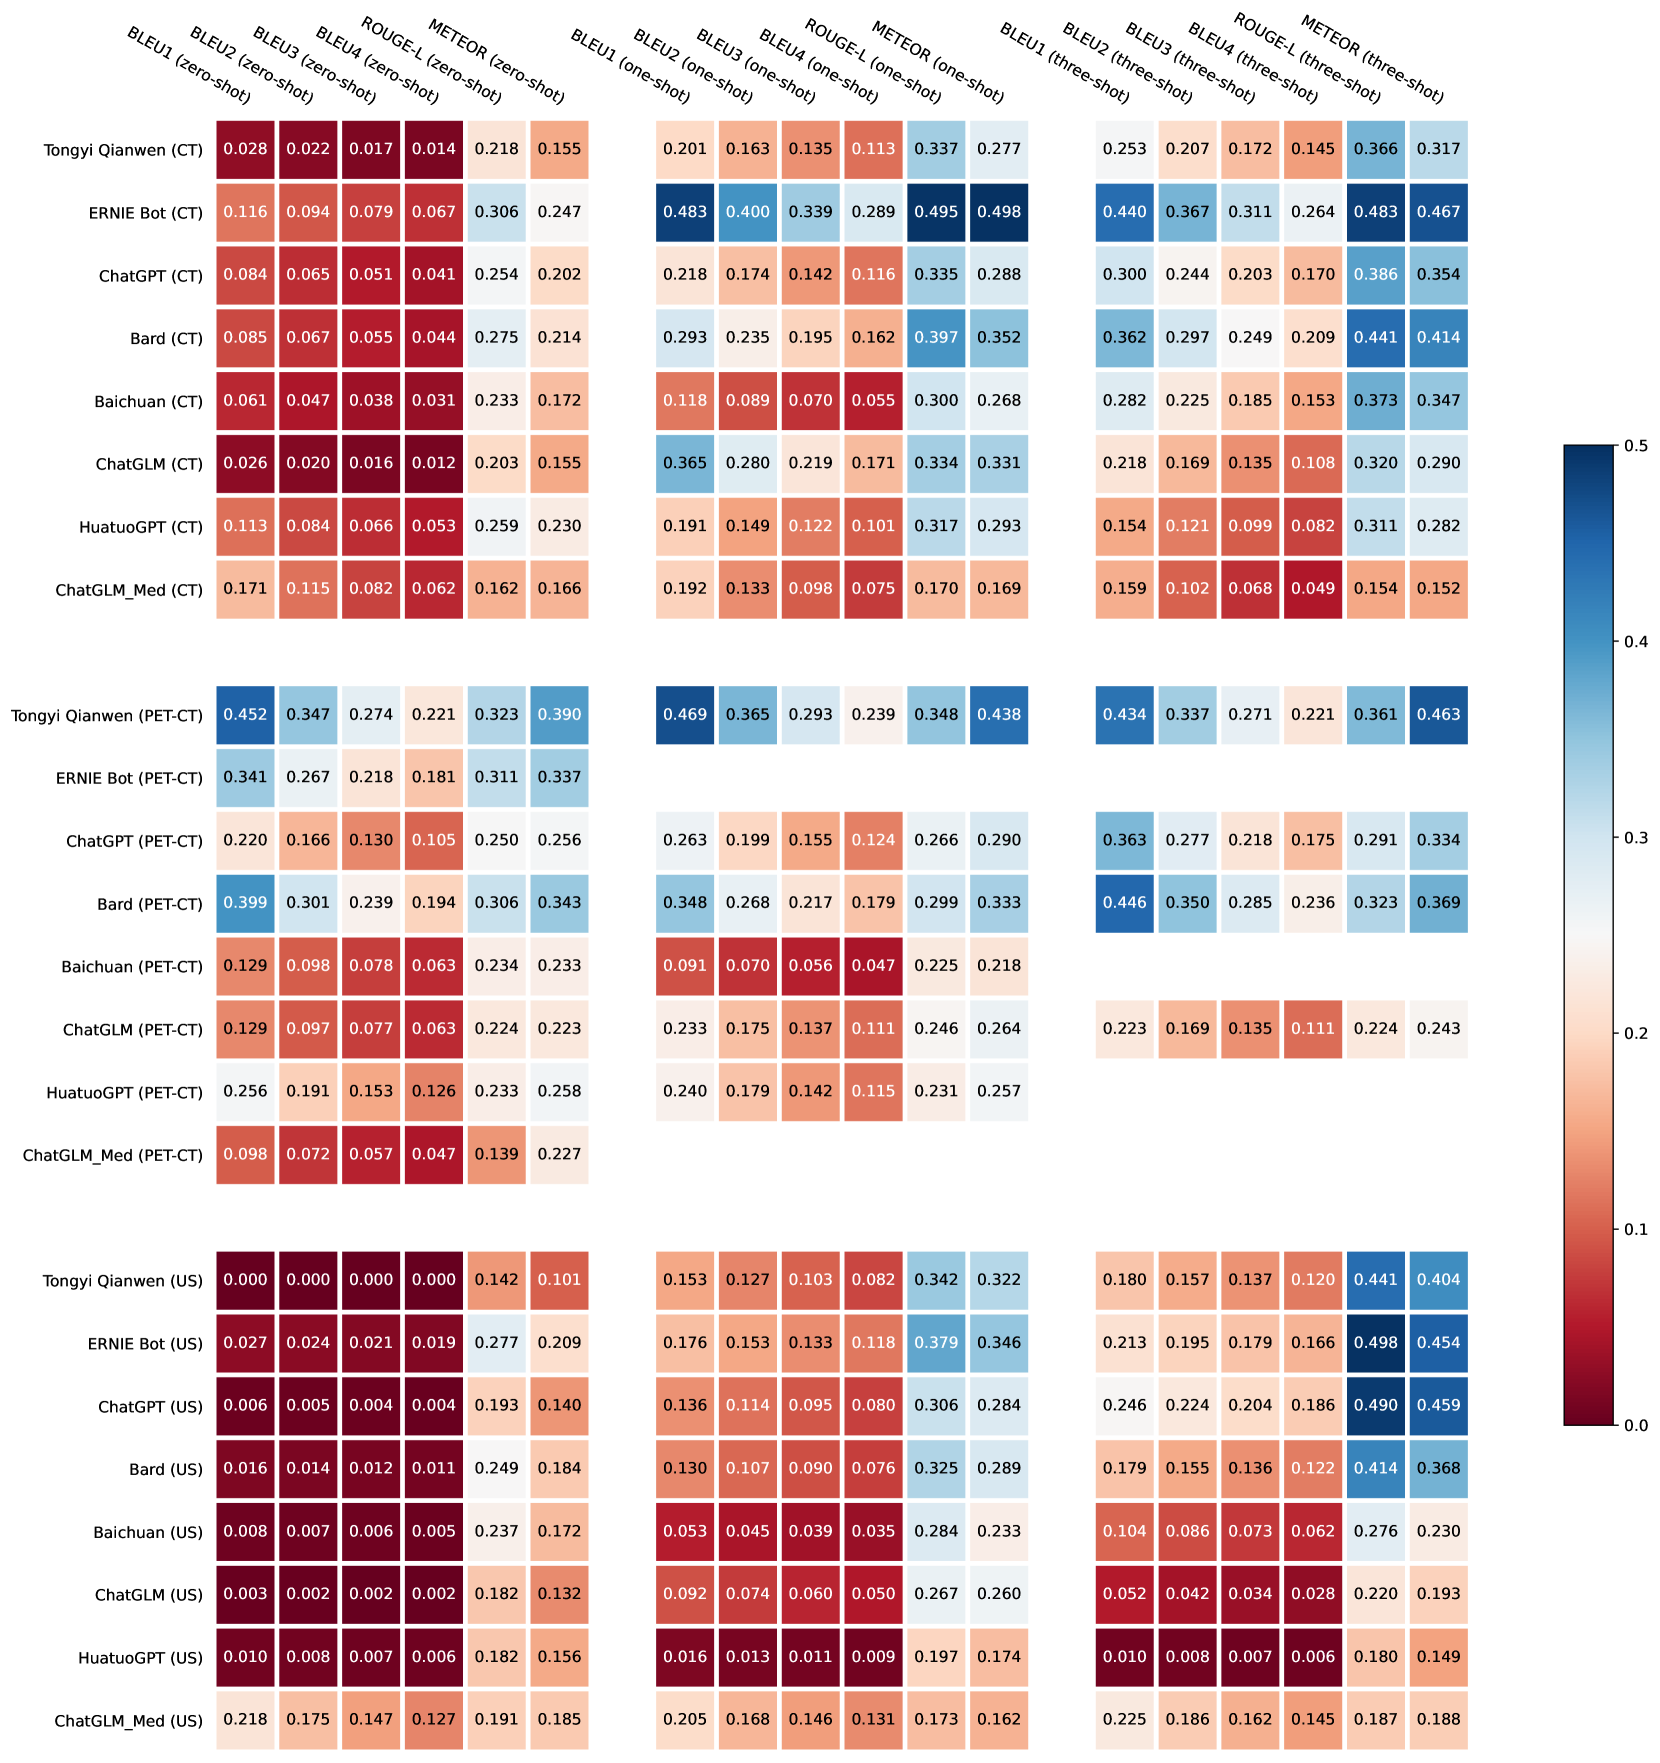 BLEU1 (zero-shot) BLEU2 (zero-shot) BLEU3 (zero-shot) BLEU4 (zero-shot) ROUGE-L (zero-shot) METEOR (zero-shot) BLEU1 (one-shot) BLEU2 (one-shot) BLEU3 (one-shot) BLEU4 (one-shot) ROUGE-L (one-shot) METEOR (one-shot) BLEU1 (three-shot) BLEU2 (three-shot) BLEU3 (three-shot) BLEU4 (three-shot) ROUGE-L (three-shot) METEOR (three-shot)
Tongyi Qianwen (CT) 0.028 0.022 0.017 0.014 0.218 0.155 0.201 0.163 0.135 0.113 0.337 0.277 0.253 0.207 0.172 0.145 0.366 0.317
ERNIE Bot (CT) 0.116 0.094 0.079 0.067 0.306 0.247 0.483 0.400 0.339 0.289 0.495 0.498 0.440 0.367 0.311 0.264 0.483 0.467
ChatGPT (CT) 0.084 0.065 0.051 0.041 0.254 0.202 0.218 0.174 0.142 0.116 0.335 0.288 0.300 0.244 0.203 0.170 0.386 0.354
Bard (CT) 0.085 0.067 0.055 0.044 0.275 0.214 0.293 0.235 0.195 0.162 0.397 0.352 0.362 0.297 0.249 0.209 0.441 0.414
Baichuan (CT) 0.061 0.047 0.038 0.031 0.233 0.172 0.118 0.089 0.070 0.055 0.300 0.268 0.282 0.225 0.185 0.153 0.373 0.347
ChatGLM (CT) 0.026 0.020 0.016 0.012 0.203 0.155 0.365 0.280 0.219 0.171 0.334 0.331 0.218 0.169 0.135 0.108 0.320 0.290
HuatuoGPT (CT) 0.113 0.084 0.066 0.053 0.259 0.230 0.191 0.149 0.122 0.101 0.317 0.293 0.154 0.121 0.099 0.082 0.311 0.282
ChatGLM_Med (CT) 0.171 0.115 0.082 0.062 0.162 0.166 0.192 0.133 0.098 0.075 0.170 0.169 0.159 0.102 0.068 0.049 0.154 0.152
Tongyi Qianwen (PET-CT) 0.452 0.347 0.274 0.221 0.323 0.390 0.469 0.365 0.293 0.239 0.348 0.438 0.434 0.337 0.271 0.221 0.361 0.463
ERNIE Bot (PET-CT) 0.341 0.267 0.218 0.181 0.311 0.337
ChatGPT (PET-CT) 0.220 0.166 0.130 0.105 0.250 0.256 0.263 0.199 0.155 0.124 0.266 0.290 0.363 0.277 0.218 0.175 0.291 0.334
Bard (PET-CT) 0.399 0.301 0.239 0.194 0.306 0.343 0.348 0.268 0.217 0.179 0.299 0.333 0.446 0.350 0.285 0.236 0.323 0.369
Baichuan (PET-CT) 0.129 0.098 0.078 0.063 0.234 0.233 0.091 0.070 0.056 0.047 0.225 0.218
ChatGLM (PET-CT) 0.129 0.097 0.077 0.063 0.224 0.223 0.233 0.175 0.137 0.111 0.246 0.264 0.223 0.169 0.135 0.111 0.224 0.243
HuatuoGPT (PET-CT) 0.256 0.191 0.153 0.126 0.233 0.258 0.240 0.179 0.142 0.115 0.231 0.257
ChatGLM_Med (PET-CT) 0.098 0.072 0.057 0.047 0.139 0.227
Tongyi Qianwen (US) 0.000 0.000 0.000 0.000 0.142 0.101 0.153 0.127 0.103 0.082 0.342 0.322 0.180 0.157 0.137 0.120 0.441 0.404
ERNIE Bot (US) 0.027 0.024 0.021 0.019 0.277 0.209 0.176 0.153 0.133 0.118 0.379 0.346 0.213 0.195 0.179 0.166 0.498 0.454
ChatGPT (US) 0.006 0.005 0.004 0.004 0.193 0.140 0.136 0.114 0.095 0.080 0.306 0.284 0.246 0.224 0.204 0.186 0.490 0.459
Bard (US) 0.016 0.014 0.012 0.011 0.249 0.184 0.130 0.107 0.090 0.076 0.325 0.289 0.179 0.155 0.136 0.122 0.414 0.368
Baichuan (US) 0.008 0.007 0.006 0.005 0.237 0.172 0.053 0.045 0.039 0.035 0.284 0.233 0.104 0.086 0.073 0.062 0.276 0.230
ChatGLM (US) 0.003 0.002 0.002 0.002 0.182 0.132 0.092 0.074 0.060 0.050 0.267 0.260 0.052 0.042 0.034 0.028 0.220 0.193
HuatuoGPT (US) 0.010 0.008 0.007 0.006 0.182 0.156 0.016 0.013 0.011 0.009 0.197 0.174 0.010 0.008 0.007 0.006 0.180 0.149
ChatGLM_Med (US) 0.218 0.175 0.147 0.127 0.191 0.185 0.205 0.168 0.146 0.131 0.173 0.162 0.225 0.186 0.162 0.145 0.187 0.188
0.5
0.4
0.3
0.2
0.1
0.0